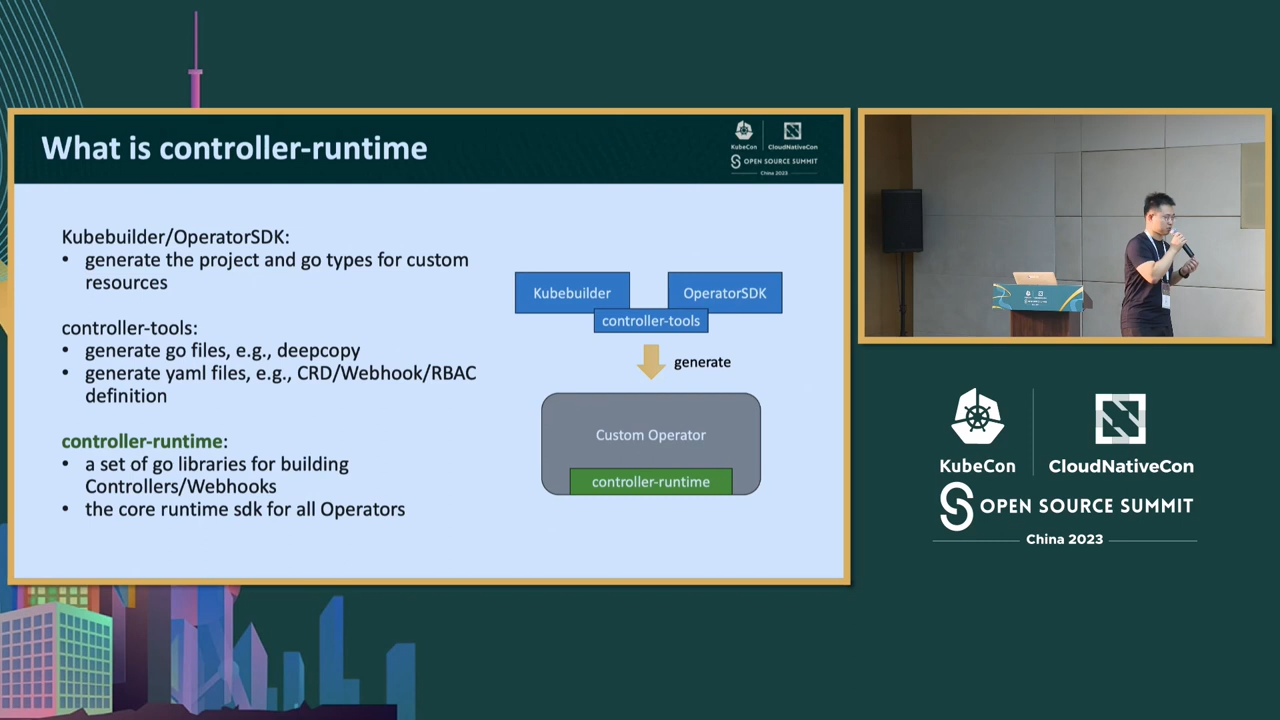 What is controller-runtime
KubeCon
CloudNativeCon
OPEN SOURCE SUMMIT
China 2023
Kubebuilder/OperatorSDK:
• generate the project and go types for custom
resources
controller-tools:
• generate go files, e.g., deepcopy
• generate yaml files, e.g., CRD/Webhook/RBAC
definition
controller-runtime:
• a set of go libraries for building
Controllers/Webhooks
• the core runtime sdk for all Operators
Kubebuilder
OperatorSDK
controller-tools
generate
Custom Operator
controller-runtime
KubeCon
CloudNativeCon
OPEN SOURCE SUMMIT
China 2023